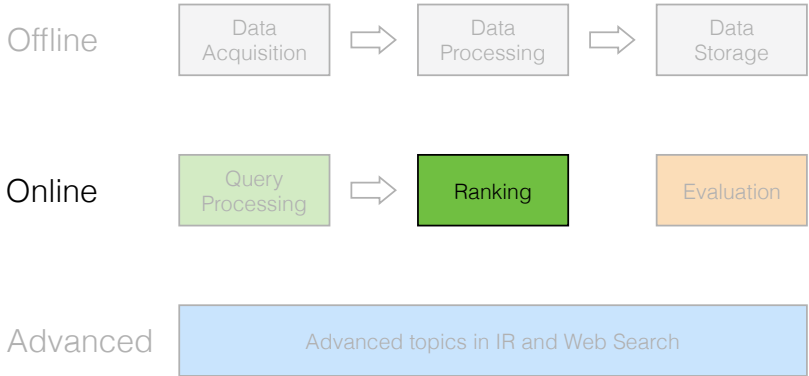 Offline
Data
Acquisition
Data
Processing
Data
Storage
Online
Query
Processing
Ranking
Evaluation
Advanced
Advanced topics in IR and Web Search